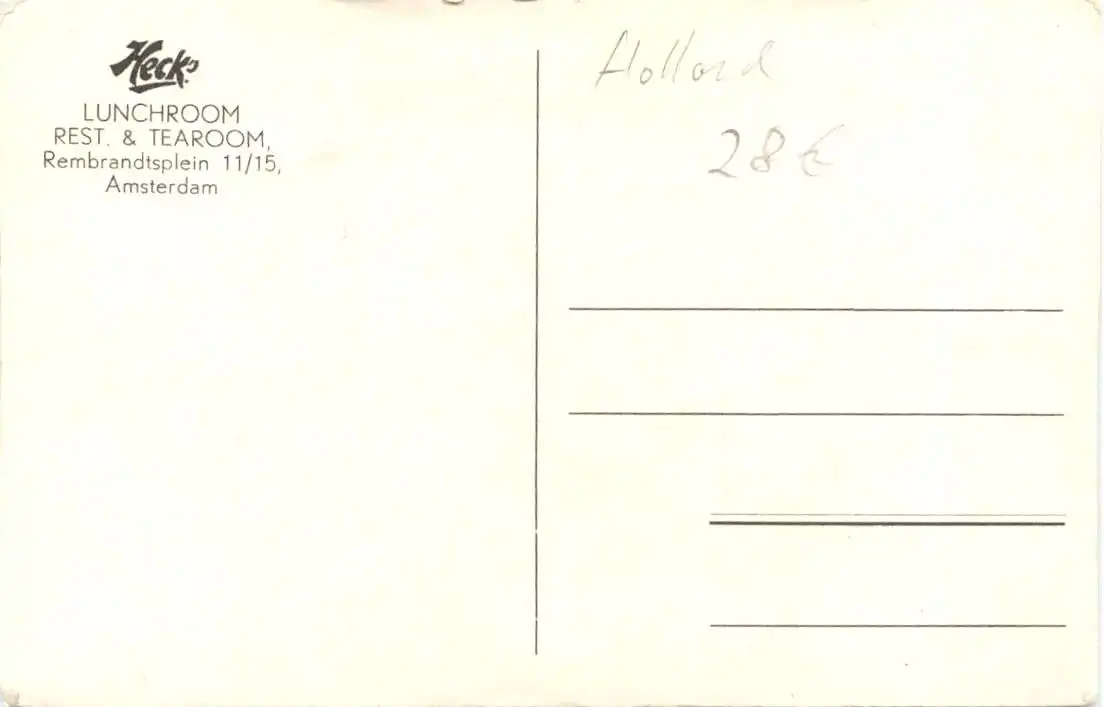 Heck's
LUNCHROOM
REST. & TEAROOM,
Rembrandtsplein 11/15,
Amsterdam
Holland
28 €